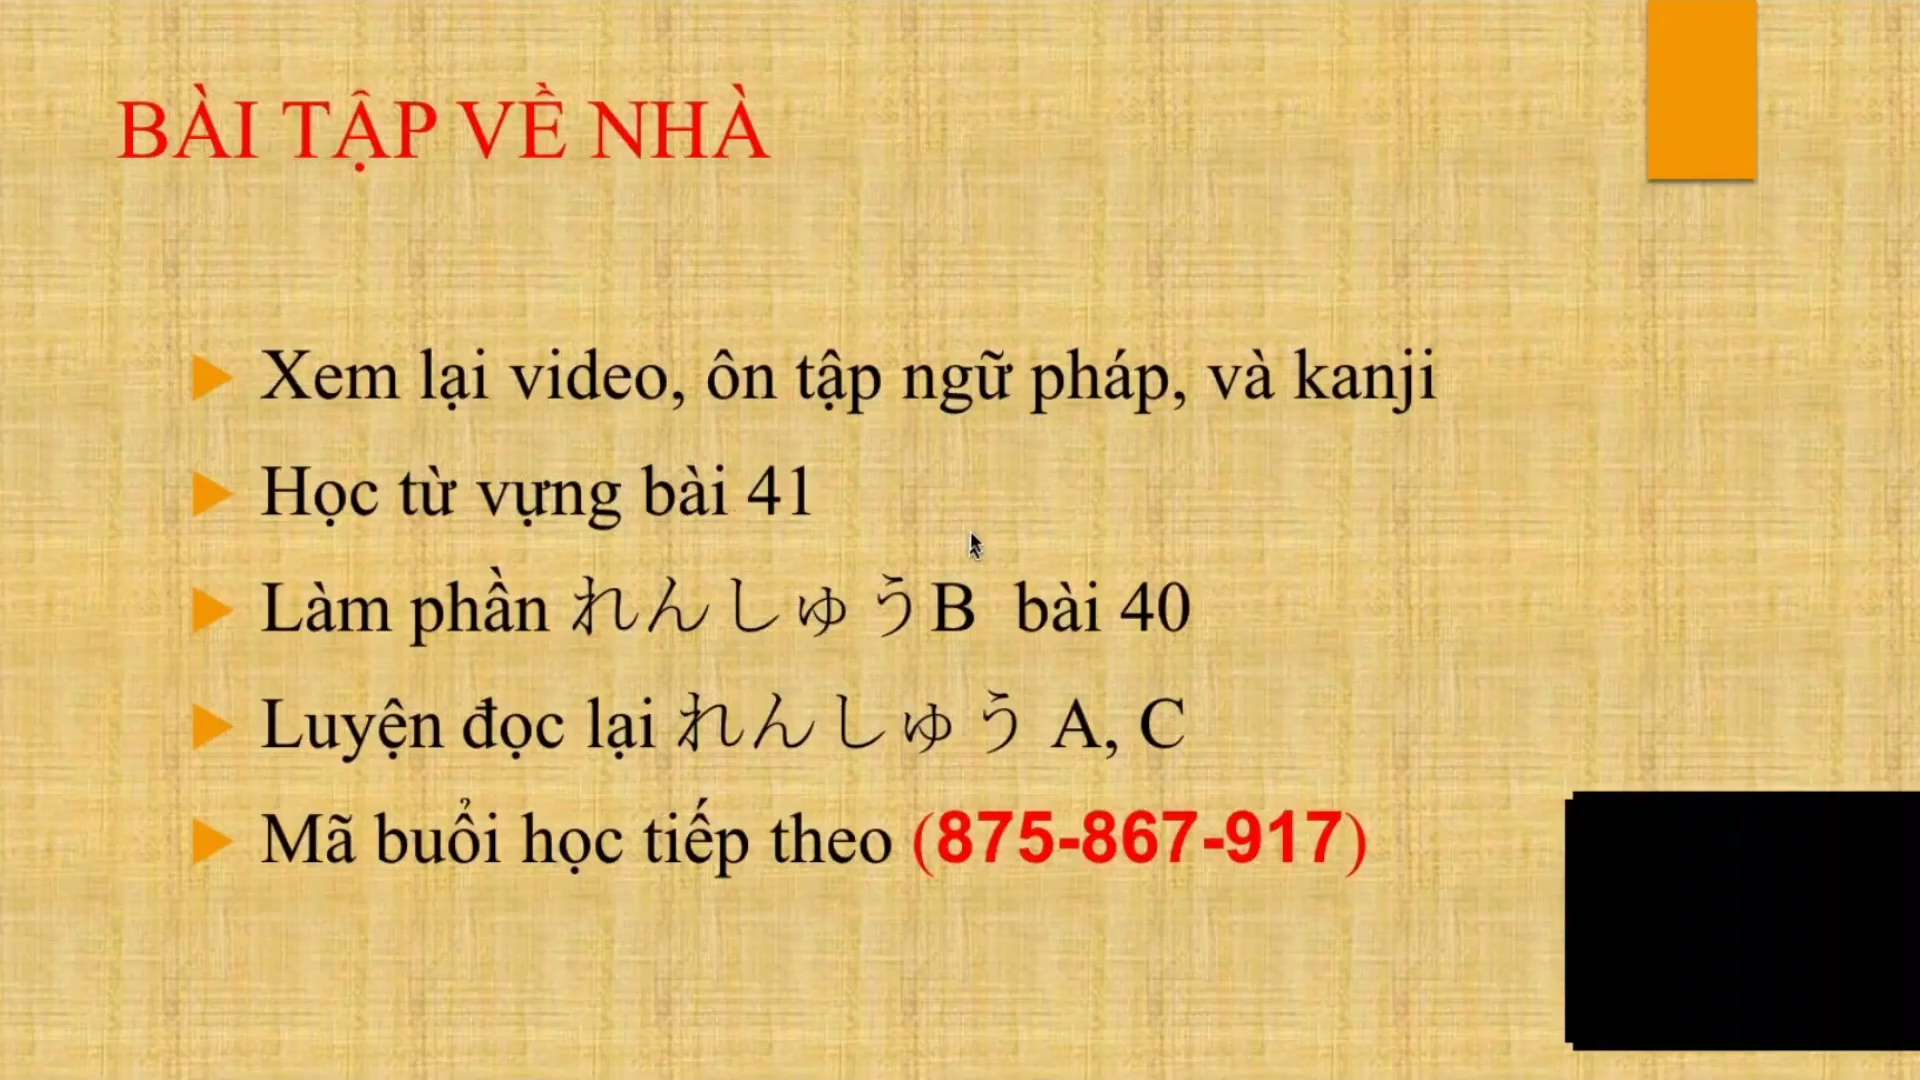 BÀI TẬP VỀ NHÀ
Xem lại video, ôn tập ngữ pháp, và kanji
Học từ vựng bài 41
Làm phần れんしゅうB bài 40
Luyện đọc lại れんしゅう A, C
Mã buổi học tiếp theo (875-867-917)